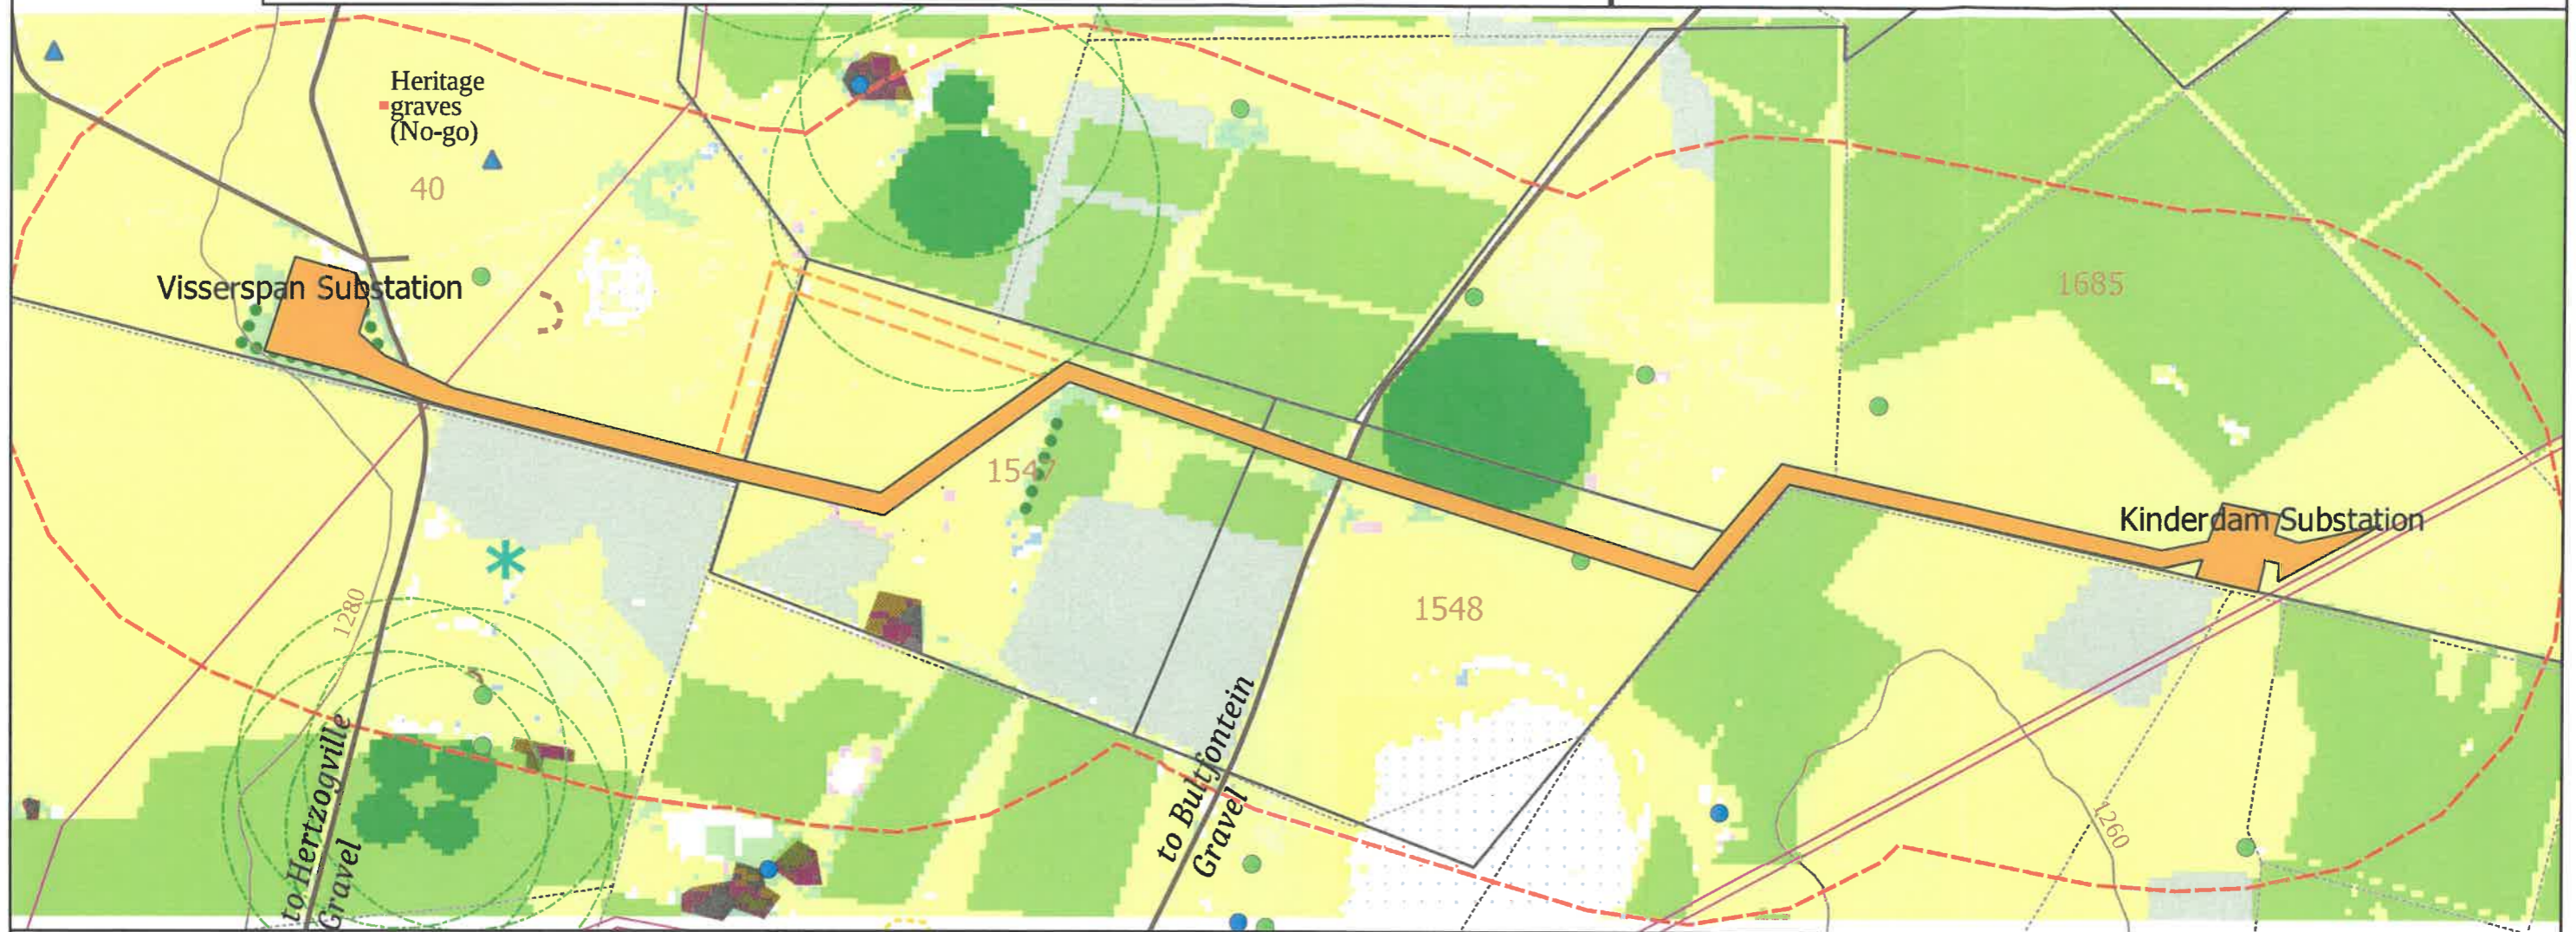 Heritage
graves
(No-go)
40
Visserspan Substation
1685
1547
Kinderdam Substation
1548
1280
1260
to Hertzogville
Gravel
to Bultfontein
Gravel